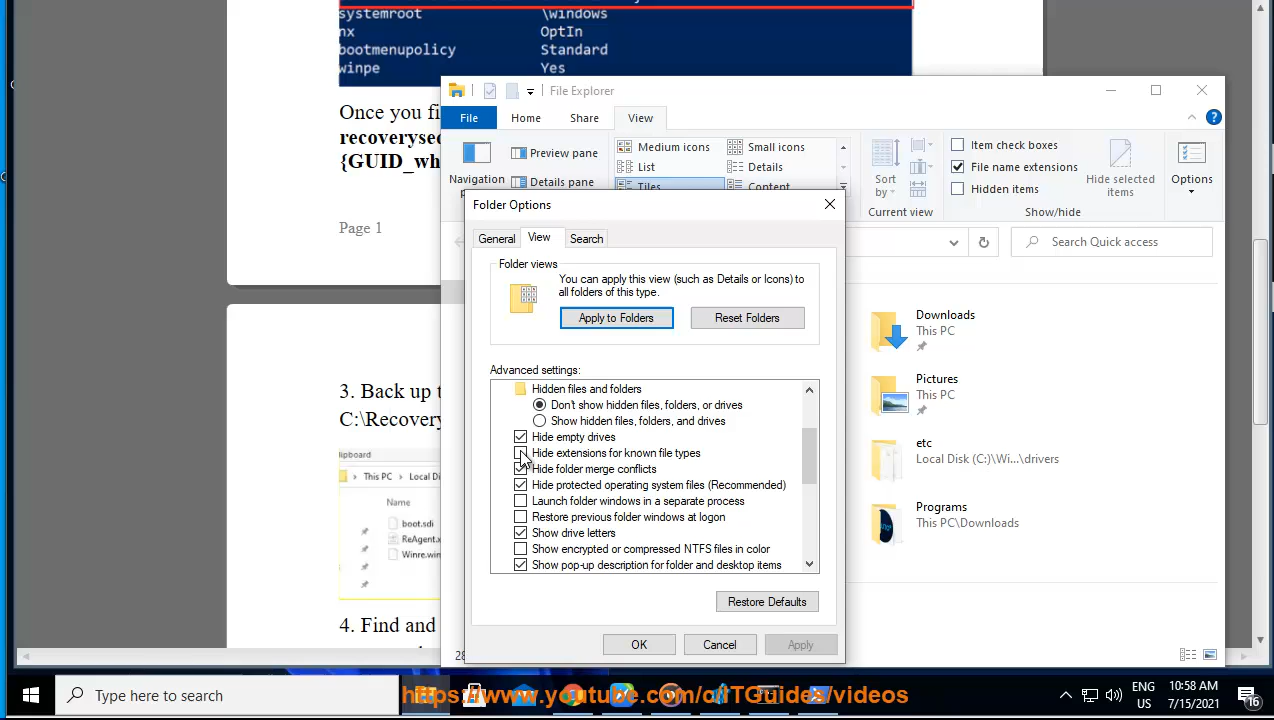 systemroot \windows
nx OptIn
bootmenupolicy Standard
winpe Yes
Once you fi
recoveryse
{GUID_wh
Page 1
3. Back up t
C:\Recovery
lipboard
This PC > Local Di
Name
boot.sdi
ReAgent.x
Winre.win
4. Find and
File Explorer
File Home Share View
Navigation
Preview pane
Details pane
Medium icons Small icons
List Details
Tiles Content
Sort
by
Current view
Item check boxes
File name extensions
Hidden items
Hide selected
items
Show/hide
Options
Search Quick access
Downloads
This PC
Pictures
This PC
etc
Local Disk (C:)\Wi...\drivers
Programs
This PC\Downloads
28
Folder Options
General View Search
Folder views
You can apply this view (such as Details or Icons) to
all folders of this type.
Apply to Folders Reset Folders
Advanced settings:
Hidden files and folders
Don't show hidden files, folders, or drives
Show hidden files, folders, and drives
Hide empty drives
Hide extensions for known file types
Hide folder merge conflicts
Hide protected operating system files (Recommended)
Launch folder windows in a separate process
Restore previous folder windows at logon
Show drive letters
Show encrypted or compressed NTFS files in color
Show pop-up description for folder and desktop items
Restore Defaults
OK Cancel Apply
Type here to search
https://www.youtube.com/c/ITGuides/videos
ENG
US
10:58 AM
7/15/2021
16